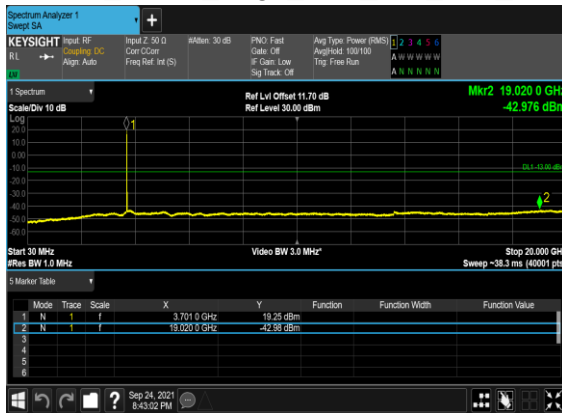 Spectrum Analyzer 1
Swept SA
KEYSIGHT Input: RF Input Z: 50 Ω #Atten: 30 dB PNO: Fast Avg Type: Power (RMS) 1 2 3 4 5 6
RL Coupling: DC Corr CCorr Gate: Off Avg|Hold: 100/100 A W W W W W
Align: Auto Freq Ref: Int (S) IF Gain: Low Trig: Free Run
Sig Track: Off A N N N N N
1 Spectrum Ref Lvl Offset 11.70 dB Mkr2 19.020 0 GHz
Scale/Div 10 dB Ref Level 30.00 dBm -42.976 dBm
Log
20.0
10.0
0.00
-10.0
-20.0
-30.0
-40.0
-50.0
-60.0
1
DL1 -13.00 dBm
2
Start 30 MHz Video BW 3.0 MHz* Stop 20.000 GHz
#Res BW 1.0 MHz Sweep ~38.3 ms (40001 pts)
5 Marker Table
Mode Trace Scale X Y Function Function Width Function Value
1 N 1 f 3.701 0 GHz 19.25 dBm
2 N 1 f 19.020 0 GHz -42.98 dBm
3
4
5
6
? Sep 24, 2021
8:43:02 PM